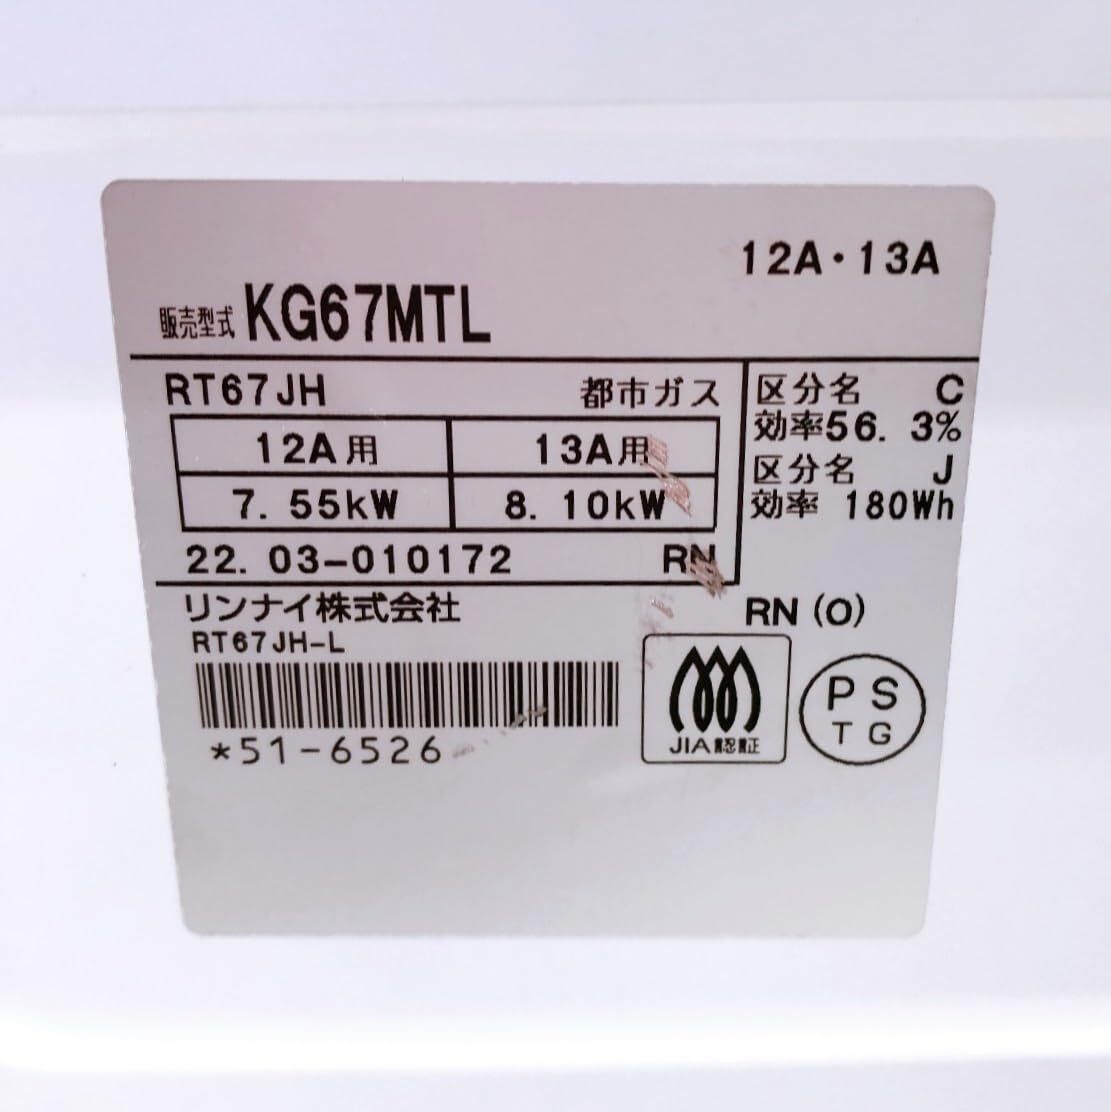 12A・13A
販売型式 KG67MTL
RT67JH 都市ガス
12A用 13A用
7.55kW 8.10kW
22.03-010172 RN
区分名 C
効率56.3%
区分名 J
効率 180Wh
リンナイ株式会社
RN(O)
RT67JH-L
*51-6526
JIA認証
PS
TG